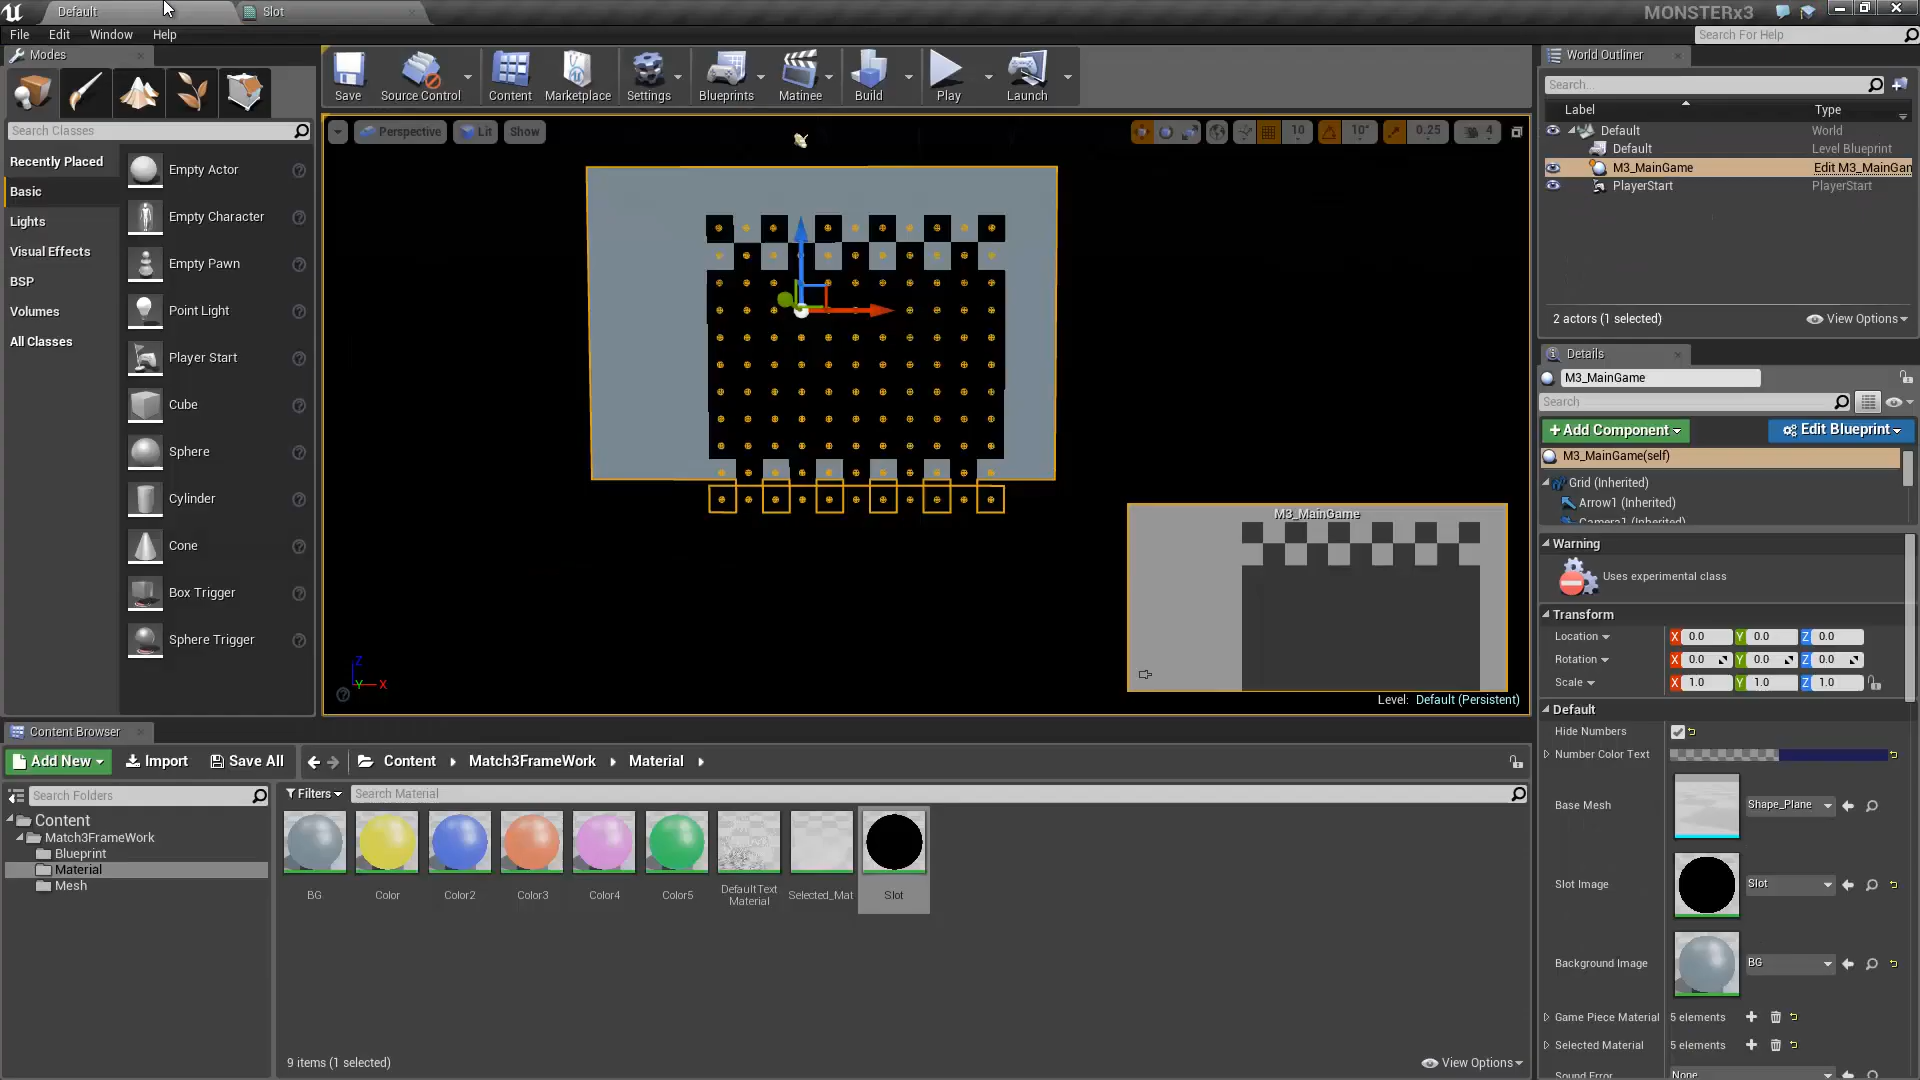 Default
Slot
MONSTERx3
File
Edit
Window
Help
Search For Help
Modes
Search Classes
Recently Placed
Basic
Lights
Visual Effects
BSP
Volumes
All Classes
Empty Actor
Empty Character
Empty Pawn
Point Light
Player Start
Cube
Sphere
Cylinder
Cone
Box Trigger
Sphere Trigger
Save
Source Control
Content
Marketplace
Settings
Blueprints
Matinee
Build
Play
Launch
Perspective
Lit
Show
10
10°
0.25
4
M3_MainGame
Level: Default (Persistent)
Z
Y
X
World Outliner
Search...
Label
Type
Default
World
Default
Level Blueprint
M3_MainGame
Edit M3_MainGan
PlayerStart
PlayerStart
2 actors (1 selected)
View Options
Details
M3_MainGame
Search
+Add Component
Edit Blueprint
M3_MainGame(self)
Grid (Inherited)
Arrow1 (Inherited)
Camera1 (Inherited)
Warning
Uses experimental class
Transform
Location
X 0.0 Y 0.0 Z 0.0
Rotation
X 0.0 Y 0.0 Z 0.0
Scale
X 1.0 Y 1.0 Z 1.0
Default
Hide Numbers
Number Color Text
Base Mesh
Shape_Plane
Slot Image
Slot
Background Image
BG
Game Piece Material
5 elements
Selected Material
5 elements
Sound Error
None
Content Browser
Add New
Import
Save All
Content
Match3FrameWork
Material
Search Folders
Filters
Search Material
Content
Match3FrameWork
Blueprint
Material
Mesh
BG
Color
Color2
Color3
Color4
Color5
DefaultText
Material
Selected_Mat
Slot
9 items (1 selected)
View Options